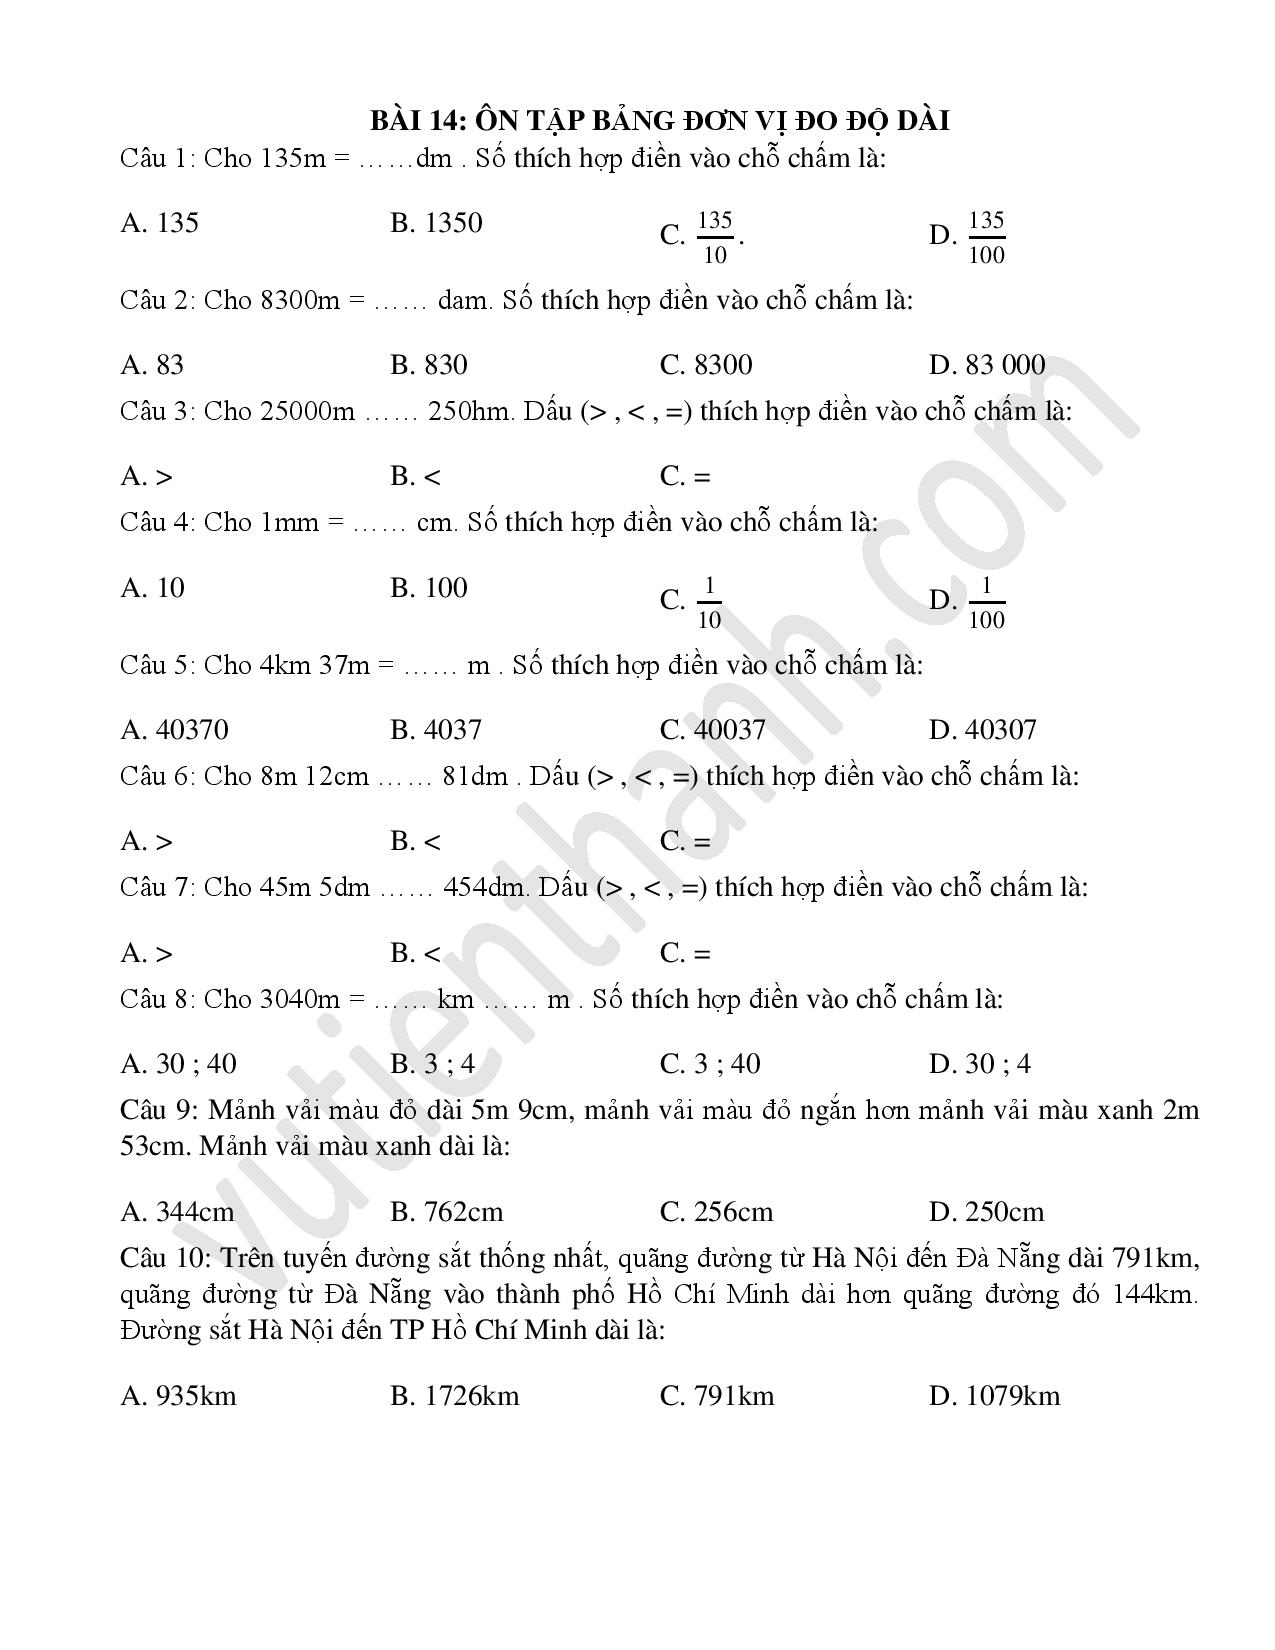 BÀI 14: ÔN TẬP BẢNG ĐƠN VỊ ĐO ĐỘ DÀI
Câu 1: Cho 135m = ……dm . Số thích hợp điền vào chỗ chấm là:
A. 135 B. 1350 C. 135/10 . D. 135/100
Câu 2: Cho 8300m = …… dam. Số thích hợp điền vào chỗ chấm là:
A. 83 B. 830 C. 8300 D. 83 000
Câu 3: Cho 25000m …… 250hm. Dấu (> , < , =) thích hợp điền vào chỗ chấm là:
A. > B. < C. =
Câu 4: Cho 1mm = …… cm. Số thích hợp điền vào chỗ chấm là:
A. 10 B. 100 C. 1/10 D. 1/100
Câu 5: Cho 4km 37m = …… m . Số thích hợp điền vào chỗ chấm là:
A. 40370 B. 4037 C. 40037 D. 40307
Câu 6: Cho 8m 12cm …… 81dm . Dấu (> , < , =) thích hợp điền vào chỗ chấm là:
A. > B. < C. =
Câu 7: Cho 45m 5dm …… 454dm. Dấu (> , < , =) thích hợp điền vào chỗ chấm là:
A. > B. < C. =
Câu 8: Cho 3040m = …… km …… m . Số thích hợp điền vào chỗ chấm là:
A. 30 ; 40 B. 3 ; 4 C. 3 ; 40 D. 30 ; 4
Câu 9: Mảnh vải màu đỏ dài 5m 9cm, mảnh vải màu đỏ ngắn hơn mảnh vải màu xanh 2m
53cm. Mảnh vải màu xanh dài là:
A. 344cm B. 762cm C. 256cm D. 250cm
Câu 10: Trên tuyến đường sắt thống nhất, quãng đường từ Hà Nội đến Đà Nẵng dài 791km,
quãng đường từ Đà Nẵng vào thành phố Hồ Chí Minh dài hơn quãng đường đó 144km.
Đường sắt Hà Nội đến TP Hồ Chí Minh dài là:
A. 935km B. 1726km C. 791km D. 1079km
vutienthanh.com